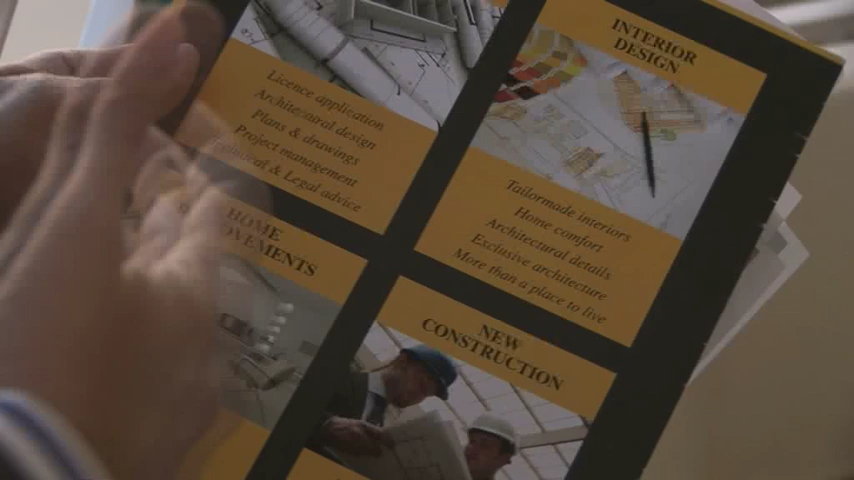 Licence application
Architectural design
Plans & drawings
Project management
& Legal advice
INTERIOR
DESIGN
Tailormade interiors
Home comfort
Architectural details
Exclusive architecture
More than a place to live
HOME
NEW
CONSTRUCTION